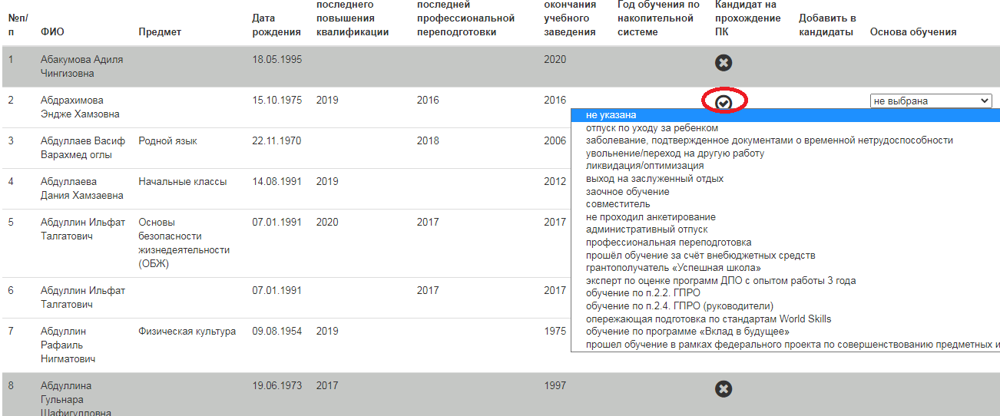 №п/п ФИО Предмет Дата рождения последнего повышения квалификации последней профессиональной переподготовки окончания учебного заведения Год обучения по накопительной системе Кандидат на прохождение ПК Добавить в кандидаты Основа обучения
1 Абакумова Адиля Чингизовна 18.05.1995 2020
2 Абдрахимова Эндже Хамзовна 15.10.1975 2019 2016 2016 не выбрана
не указана
отпуск по уходу за ребенком
заболевание, подтвержденное документами о временной нетрудоспособности
увольнение/переход на другую работу
ликвидация/оптимизация
выход на заслуженный отдых
заочное обучение
совместитель
не проходил анкетирование
административный отпуск
профессиональная переподготовка
прошёл обучение за счёт внебюджетных средств
грантополучатель «Успешная школа»
эксперт по оценке программ ДПО с опытом работы 3 года
обучение по п.2.2. ГПРО
обучение по п.2.4. ГПРО (руководители)
опережающая подготовка по стандартам World Skills
обучение по программе «Вклад в будущее»
прошел обучение в рамках федерального проекта по совершенствованию предметных и
3 Абдуллаев Васиф Варахмед оглы Родной язык 22.11.1970 2018 2006
4 Абдуллаева Дания Хамзаевна Начальные классы 14.08.1991 2019 2012
5 Абдуллин Ильфат Талгатович Основы безопасности жизнедеятельности (ОБЖ) 07.01.1991 2020 2017 2017
6 Абдуллин Ильфат Талгатович 07.01.1991 2017 2017
7 Абдуллин Рафаиль Нигматович Физическая культура 09.08.1954 2019 1975
8 Абдуллина Гульнара Шафигулловна 19.06.1973 2017 1997